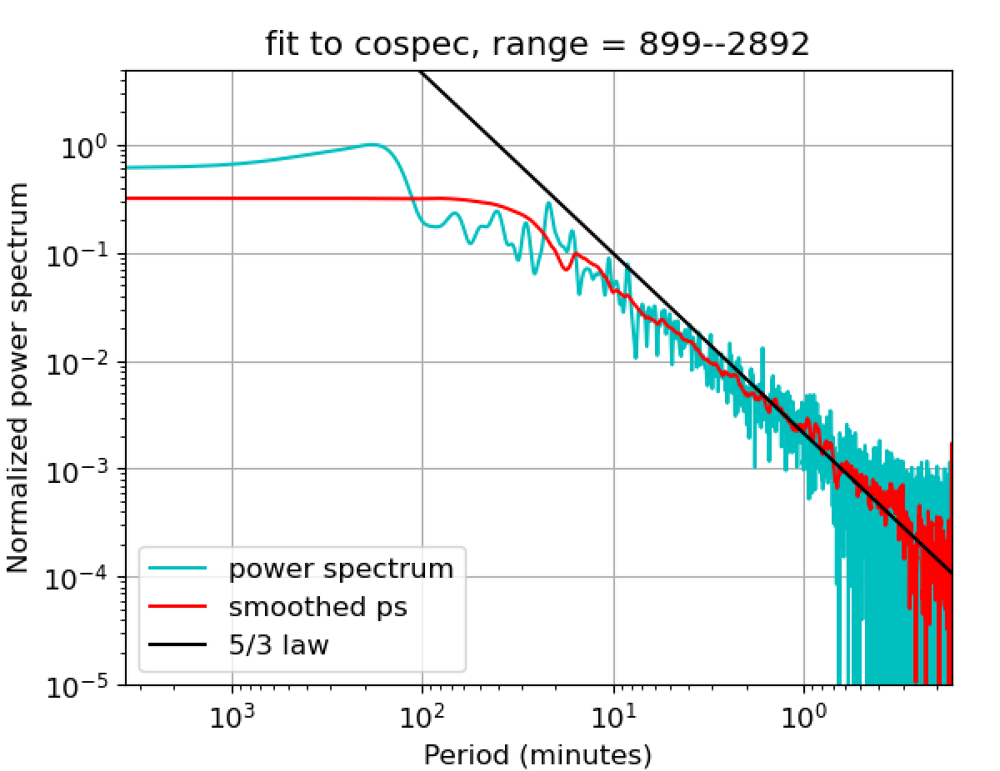 fit to cospec, range = 899--2892
Normalized power spectrum
10⁰
10⁻¹
10⁻²
10⁻³
10⁻⁴
10⁻⁵
power spectrum
smoothed ps
5/3 law
10³ 10² 10¹ 10⁰
Period (minutes)